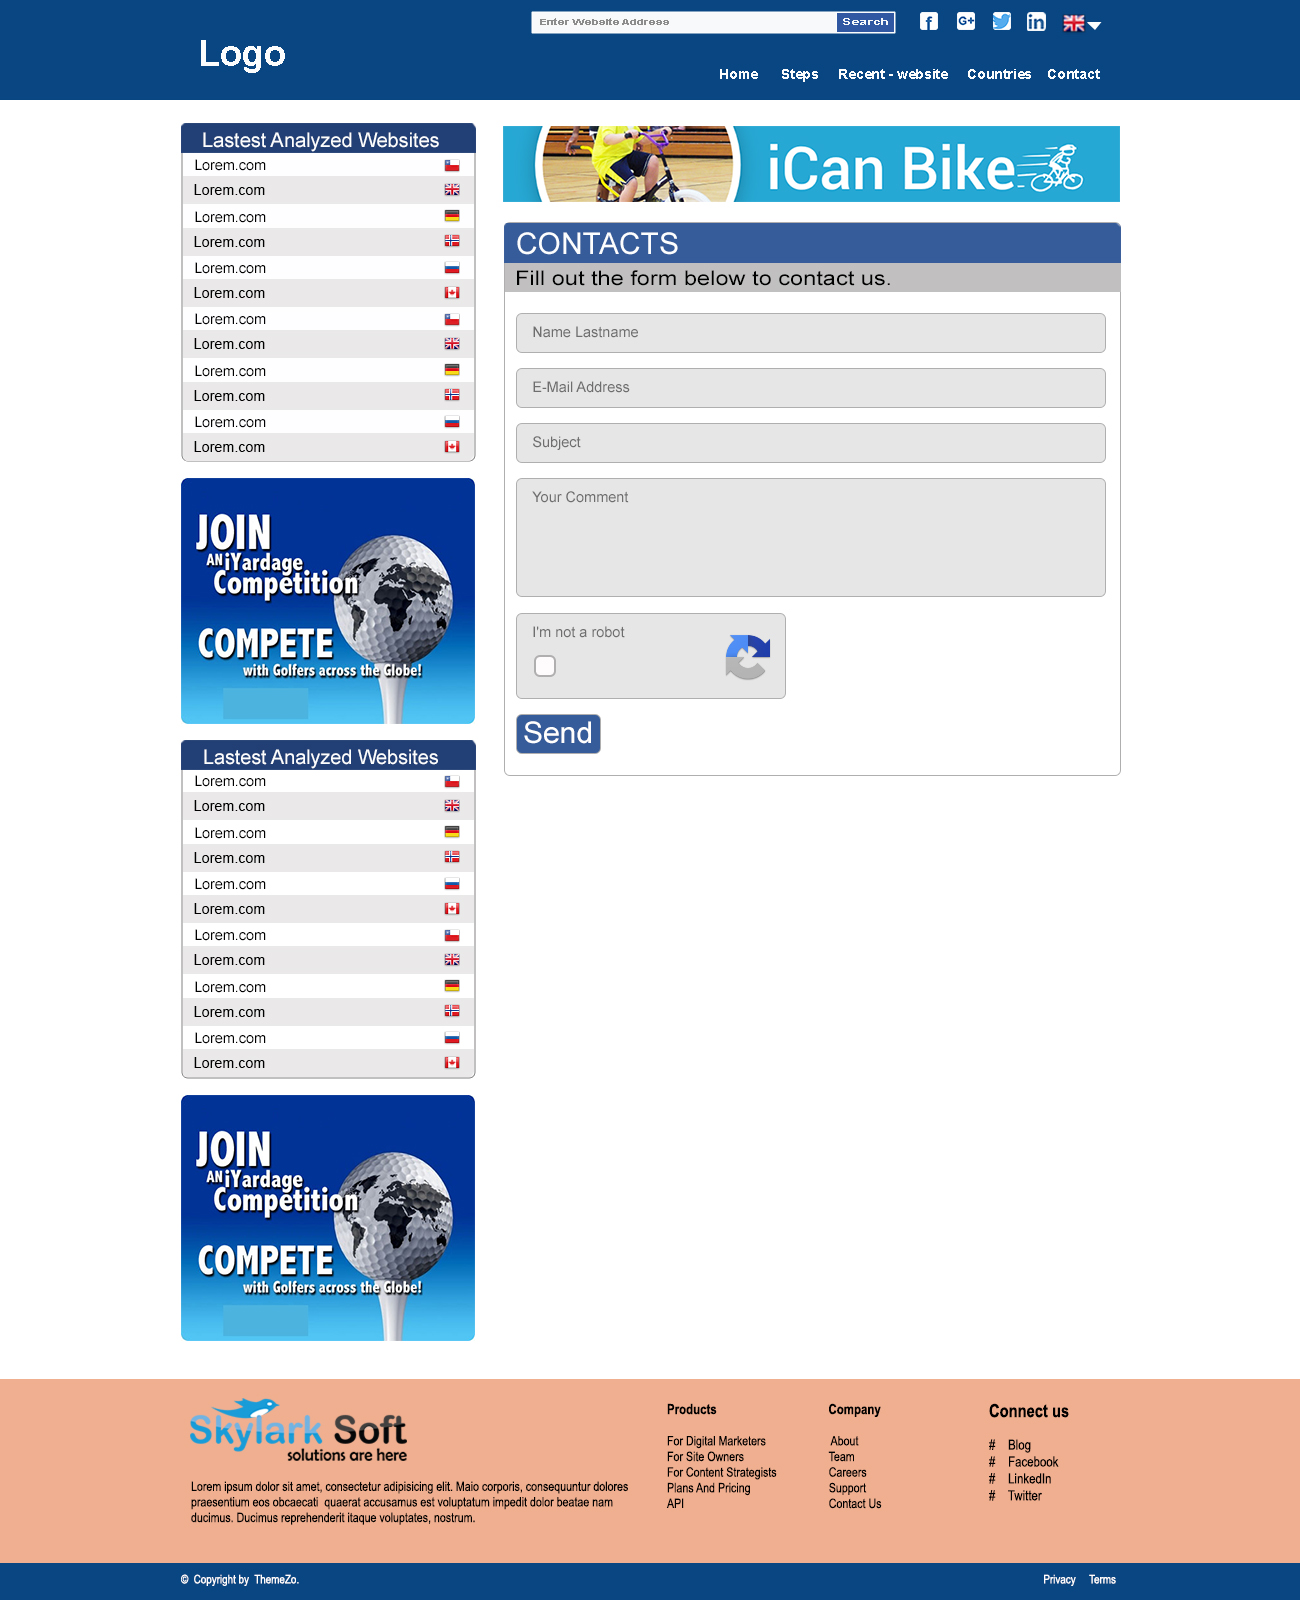 Enter Website Address
Search
Logo
Home Steps Recent - website Countries Contact
Lastest Analyzed Websites
Lorem.com
Lorem.com
Lorem.com
Lorem.com
Lorem.com
Lorem.com
Lorem.com
Lorem.com
Lorem.com
Lorem.com
Lorem.com
Lorem.com
JOIN
AN iYardage
Competition
COMPETE
with Golfers across the Globe!
Lastest Analyzed Websites
Lorem.com
Lorem.com
Lorem.com
Lorem.com
Lorem.com
Lorem.com
Lorem.com
Lorem.com
Lorem.com
Lorem.com
Lorem.com
Lorem.com
JOIN
AN iYardage
Competition
COMPETE
with Golfers across the Globe!
iCan Bike
CONTACTS
Fill out the form below to contact us.
Name Lastname
E-Mail Address
Subject
Your Comment
I'm not a robot
Send
Skylark Soft
solutions are here
Lorem ipsum dolor sit amet, consectetur adipisicing elit. Maio corporis, consequuntur dolores
praesentium eos obcaecati quaerat accusamus est voluptatum impedit dolor beatae nam
ducimus. Ducimus reprehenderit itaque voluptates, nostrum.
Products
For Digital Marketers
For Site Owners
For Content Strategists
Plans And Pricing
API
Company
About
Team
Careers
Support
Contact Us
Connect us
# Blog
# Facebook
# LinkedIn
# Twitter
© Copyright by ThemeZo.
Privacy Terms